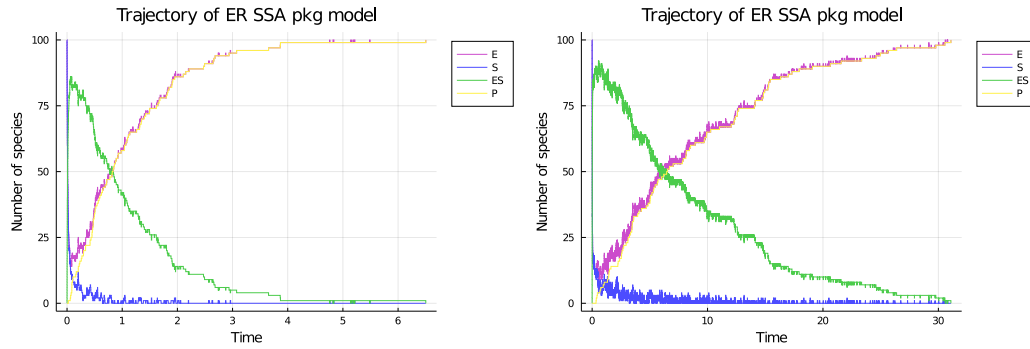 Trajectory of ER SSA pkg model
100
75
50
25
0
Number of species
0
1
2
3
4
5
6
Time
E
S
ES
P
Trajectory of ER SSA pkg model
100
75
50
25
0
Number of species
0
10
20
30
Time
E
S
ES
P